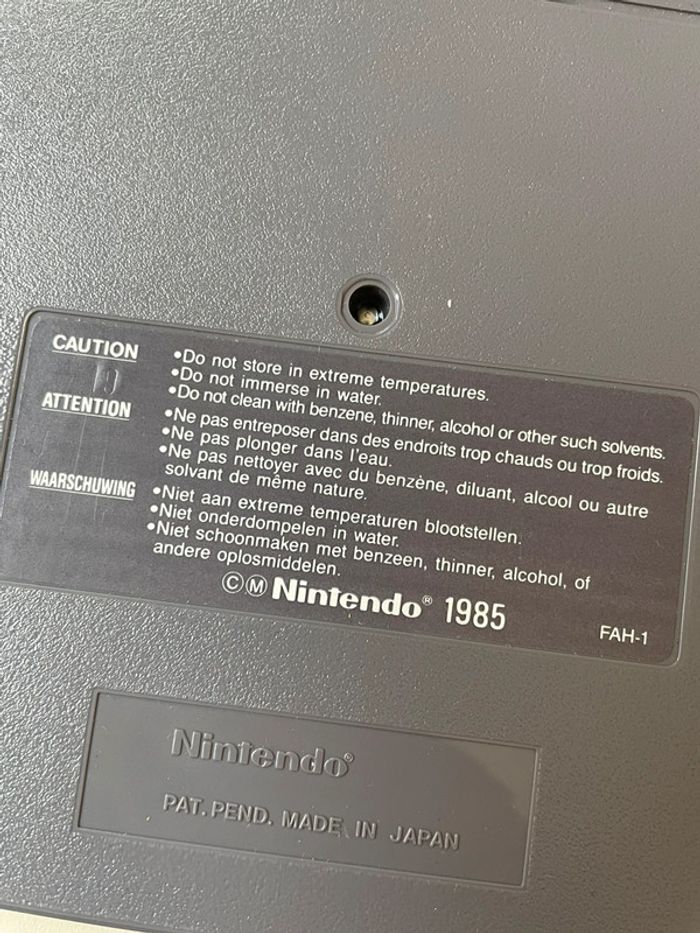 CAUTION
•Do not store in extreme temperatures.
•Do not immerse in water.
•Do not clean with benzene, thinner, alcohol or other such solvents.
ATTENTION
•Ne pas entreposer dans des endroits trop chauds ou trop froids.
•Ne pas plonger dans l'eau.
•Ne pas nettoyer avec du benzène, diluant, alcool ou autre
solvant de même nature.
WAARSCHUWING
•Niet aan extreme temperaturen blootstellen.
•Niet onderdompelen in water.
•Niet schoonmaken met benzeen, thinner, alcohol, of
andere oplosmiddelen.
©Ⓜ Nintendo® 1985
FAH-1
Nintendo®
PAT. PEND. MADE IN JAPAN